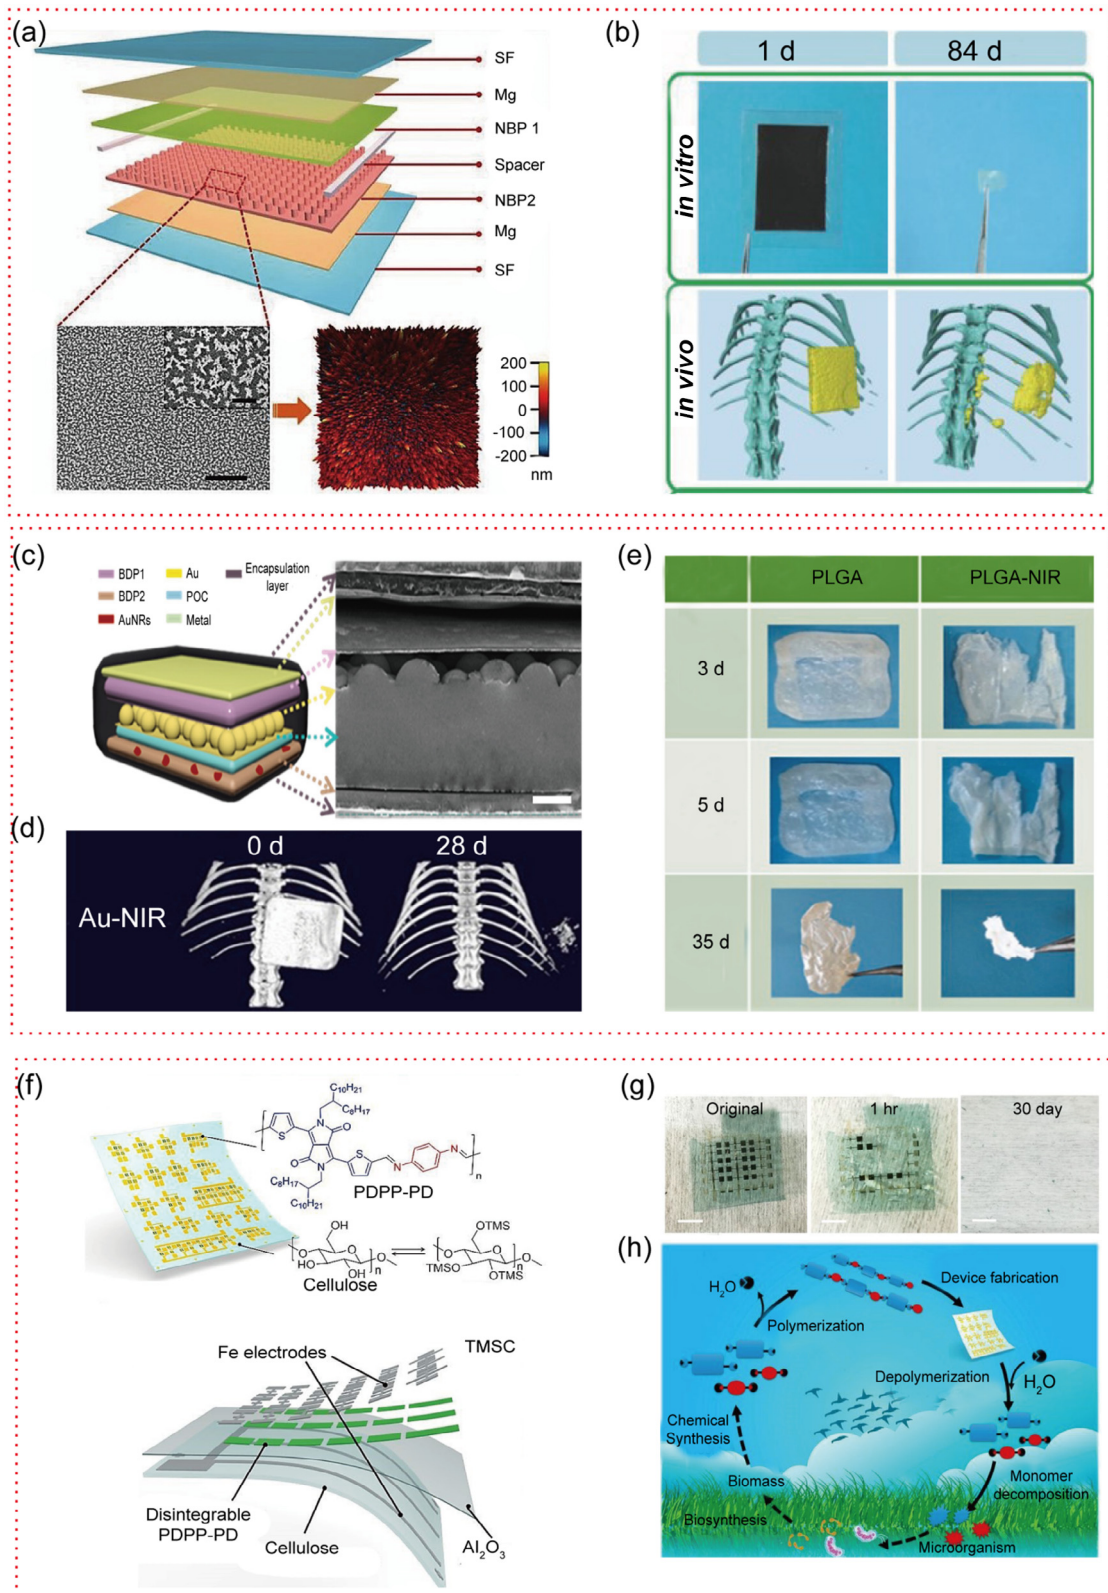 (a)
SF
Mg
NBP 1
Spacer
NBP2
Mg
SF
200
100
0
-100
-200
nm
(b)
1 d
84 d
in vitro
in vivo
(c)
BDP1
Au
Encapsulation
layer
BDP2
POC
AuNRs
Metal
(d)
0 d
28 d
Au-NIR
(e)
PLGA
PLGA-NIR
3 d
5 d
35 d
(f)
C10H21
C8H17
S
N
O
O
N
S
N
N
n
C8H17
C10H21
PDPP-PD
OH
O
O
HO
OH
n
O
Cellulose
OTMS
O
O
TMSO
OTMS
n
O
TMSC
Fe electrodes
Disintegrable
PDPP-PD
Cellulose
Al2O3
(g)
Original
1 hr
30 day
(h)
H2O
Device fabrication
Polymerization
Depolymerization
H2O
Chemical
Synthesis
Monomer
decomposition
Biomass
Biosynthesis
Microorganism